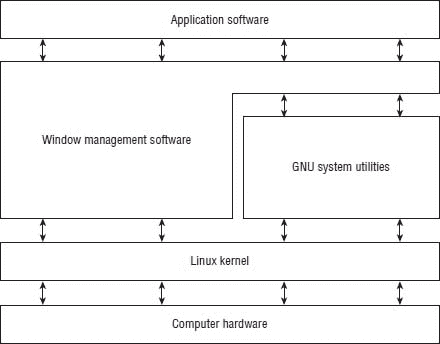 Application software
Window management software
GNU system utilities
Linux kernel
Computer hardware